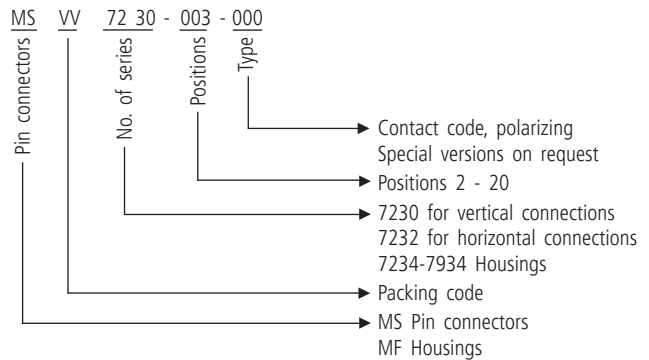 MS VV 72 30 - 003 - 000
Pin connectors
No. of series
Positions
Type
Contact code, polarizing
Special versions on request
Positions 2 - 20
7230 for vertical connections
7232 for horizontal connections
7234-7934 Housings
Packing code
MS Pin connectors
MF Housings